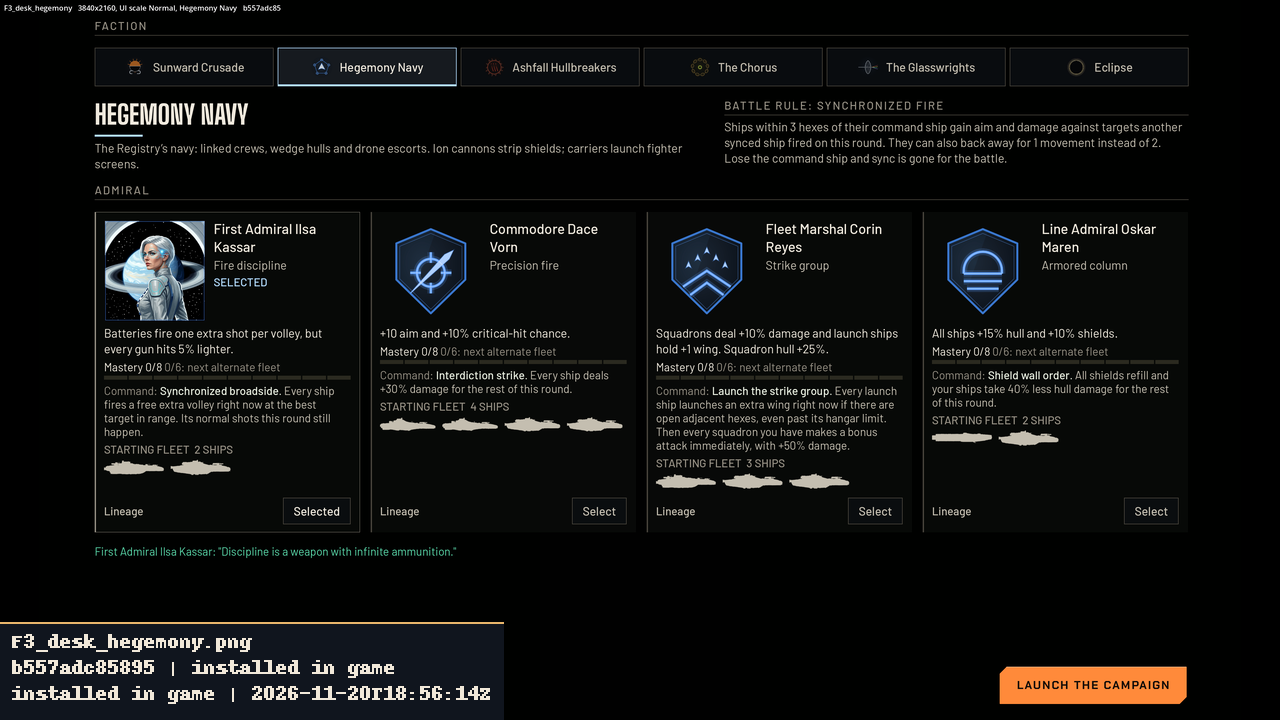 F3_desk_hegemony 3840x2160, UI scale Normal, Hegemony Navy b557adc85
FACTION
Sunward Crusade
Hegemony Navy
Ashfall Hullbreakers
The Chorus
The Glasswrights
Eclipse
HEGEMONY NAVY
The Registry's navy: linked crews, wedge hulls and drone escorts. Ion cannons strip shields; carriers launch fighter
screens.
BATTLE RULE: SYNCHRONIZED FIRE
Ships within 3 hexes of their command ship gain aim and damage against targets another
synced ship fired on this round. They can also back away for 1 movement instead of 2.
Lose the command ship and sync is gone for the battle.
ADMIRAL
First Admiral Ilsa
Kassar
Fire discipline
SELECTED
Batteries fire one extra shot per volley, but
every gun hits 5% lighter.
Mastery 0/8 0/6: next alternate fleet
Command: Synchronized broadside. Every ship
fires a free extra volley right now at the best
target in range. Its normal shots this round still
happen.
STARTING FLEET 2 SHIPS
Lineage
Selected
Commodore Dace
Vorn
Precision fire
+10 aim and +10% critical-hit chance.
Mastery 0/8 0/6: next alternate fleet
Command: Interdiction strike. Every ship deals
+30% damage for the rest of this round.
STARTING FLEET 4 SHIPS
Lineage
Select
Fleet Marshal Corin
Reyes
Strike group
Squadrons deal +10% damage and launch ships
hold +1 wing. Squadron hull +25%.
Mastery 0/8 0/6: next alternate fleet
Command: Launch the strike group. Every launch
ship launches an extra wing right now if there are
open adjacent hexes, even past its hangar limit.
Then every squadron you have makes a bonus
attack immediately, with +50% damage.
STARTING FLEET 3 SHIPS
Lineage
Select
Line Admiral Oskar
Maren
Armored column
All ships +15% hull and +10% shields.
Mastery 0/8 0/6: next alternate fleet
Command: Shield wall order. All shields refill and
your ships take 40% less hull damage for the rest
of this round.
STARTING FLEET 2 SHIPS
Lineage
Select
First Admiral Ilsa Kassar: "Discipline is a weapon with infinite ammunition."
F3_desk_hegemony.png
b557adc85895 | installed in game
installed in game | 2026-11-20T18:56:14Z
LAUNCH THE CAMPAIGN